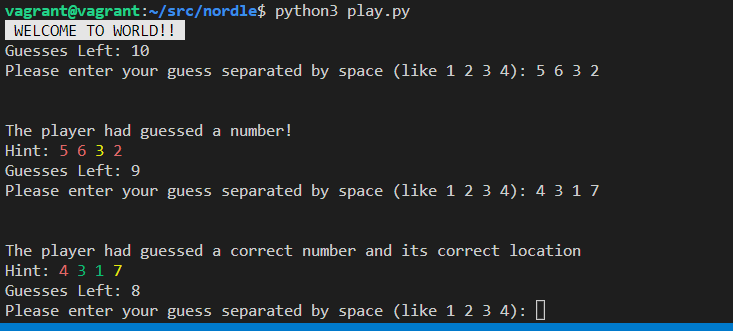 vagrant@vagrant:~/src/nordle$ python3 play.py
WELCOME TO WORLD!!
Guesses Left: 10
Please enter your guess separated by space (like 1 2 3 4): 5 6 3 2
The player had guessed a number!
Hint: 5 6 3 2
Guesses Left: 9
Please enter your guess separated by space (like 1 2 3 4): 4 3 1 7
The player had guessed a correct number and its correct location
Hint: 4 3 1 7
Guesses Left: 8
Please enter your guess separated by space (like 1 2 3 4):